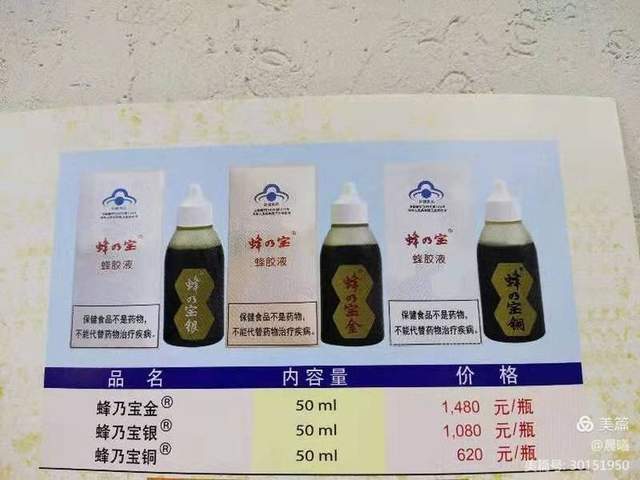 蜂乃宝
蜂胶液
保健食品不是药物，
不能代替药物治疗疾病。
蜂乃宝银
蜂乃宝
蜂胶液
保健食品不是药物，
不能代替药物治疗疾病。
蜂乃宝金
蜂乃宝
蜂胶液
保健食品不是药物，
不能代替药物治疗疾病。
蜂乃宝铜
品 名 内容量 价 格
蜂乃宝金® 50 ml 1,480 元/瓶
蜂乃宝银® 50 ml 1,080 元/瓶
蜂乃宝铜® 50 ml 620 元/瓶
美篇
@晨曦
美篇号: 30151950